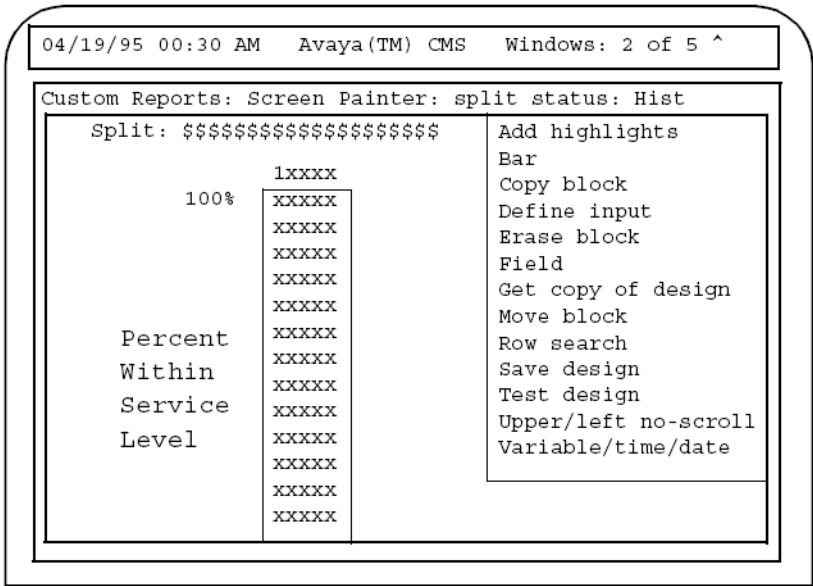 04/19/95 00:30 AM Avaya(TM) CMS Windows: 2 of 5 ^
Custom Reports: Screen Painter: split status: Hist
Split: $$$$$$$$$$$$$$$$$$$$
1xxxx
100% xxxxx
xxxxx
xxxxx
xxxxx
xxxxx
xxxxx
xxxxx
xxxxx
xxxxx
xxxxx
xxxxx
xxxxx
xxxxx
Percent
Within
Service
Level
Add highlights
Bar
Copy block
Define input
Erase block
Field
Get copy of design
Move block
Row search
Save design
Test design
Upper/left no-scroll
Variable/time/date